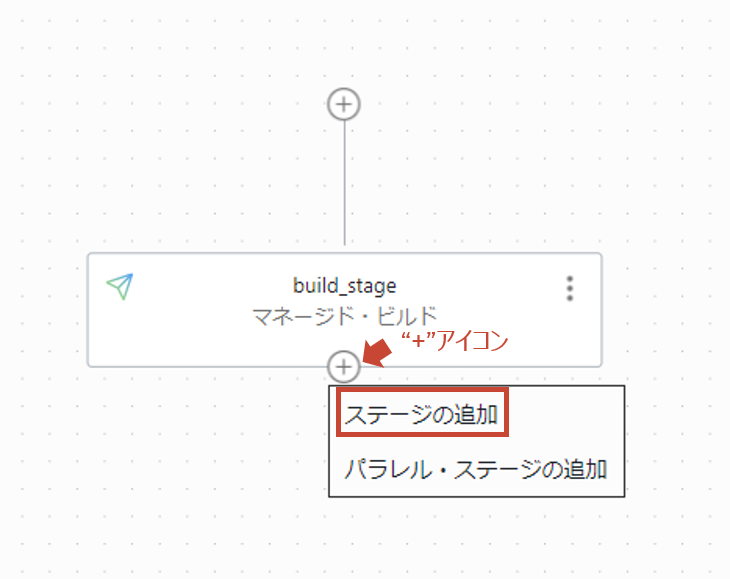 build_stage
マネージド・ビルド
“+”アイコン
ステージの追加
パラレル・ステージの追加